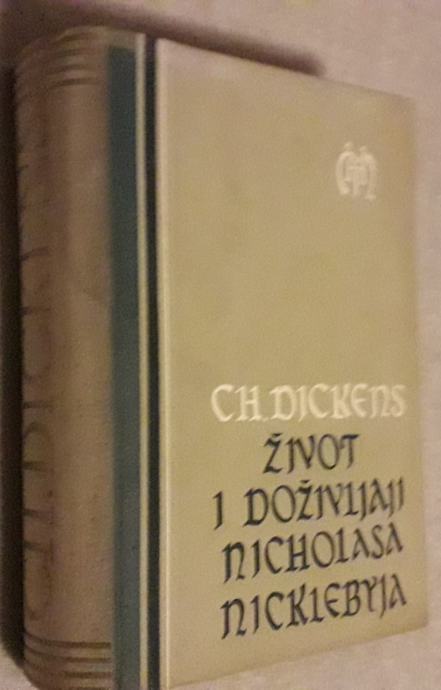 CH. DICKENS
ŽIVOT
I DOŽIVLJAJI
NICHOLASA
NICKLEBYJA